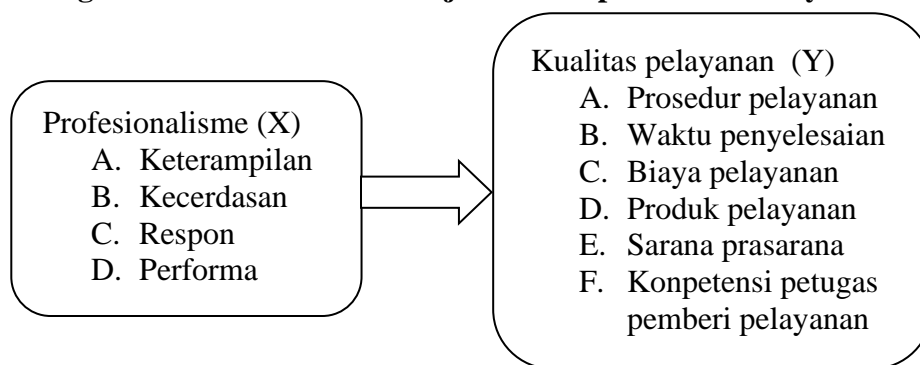 Profesionalisme (X)
A. Keterampilan
B. Kecerdasan
C. Respon
D. Performa
Kualitas pelayanan (Y)
A. Prosedur pelayanan
B. Waktu penyelesaian
C. Biaya pelayanan
D. Produk pelayanan
E. Sarana prasarana
F. Konpetensi petugas
pemberi pelayanan